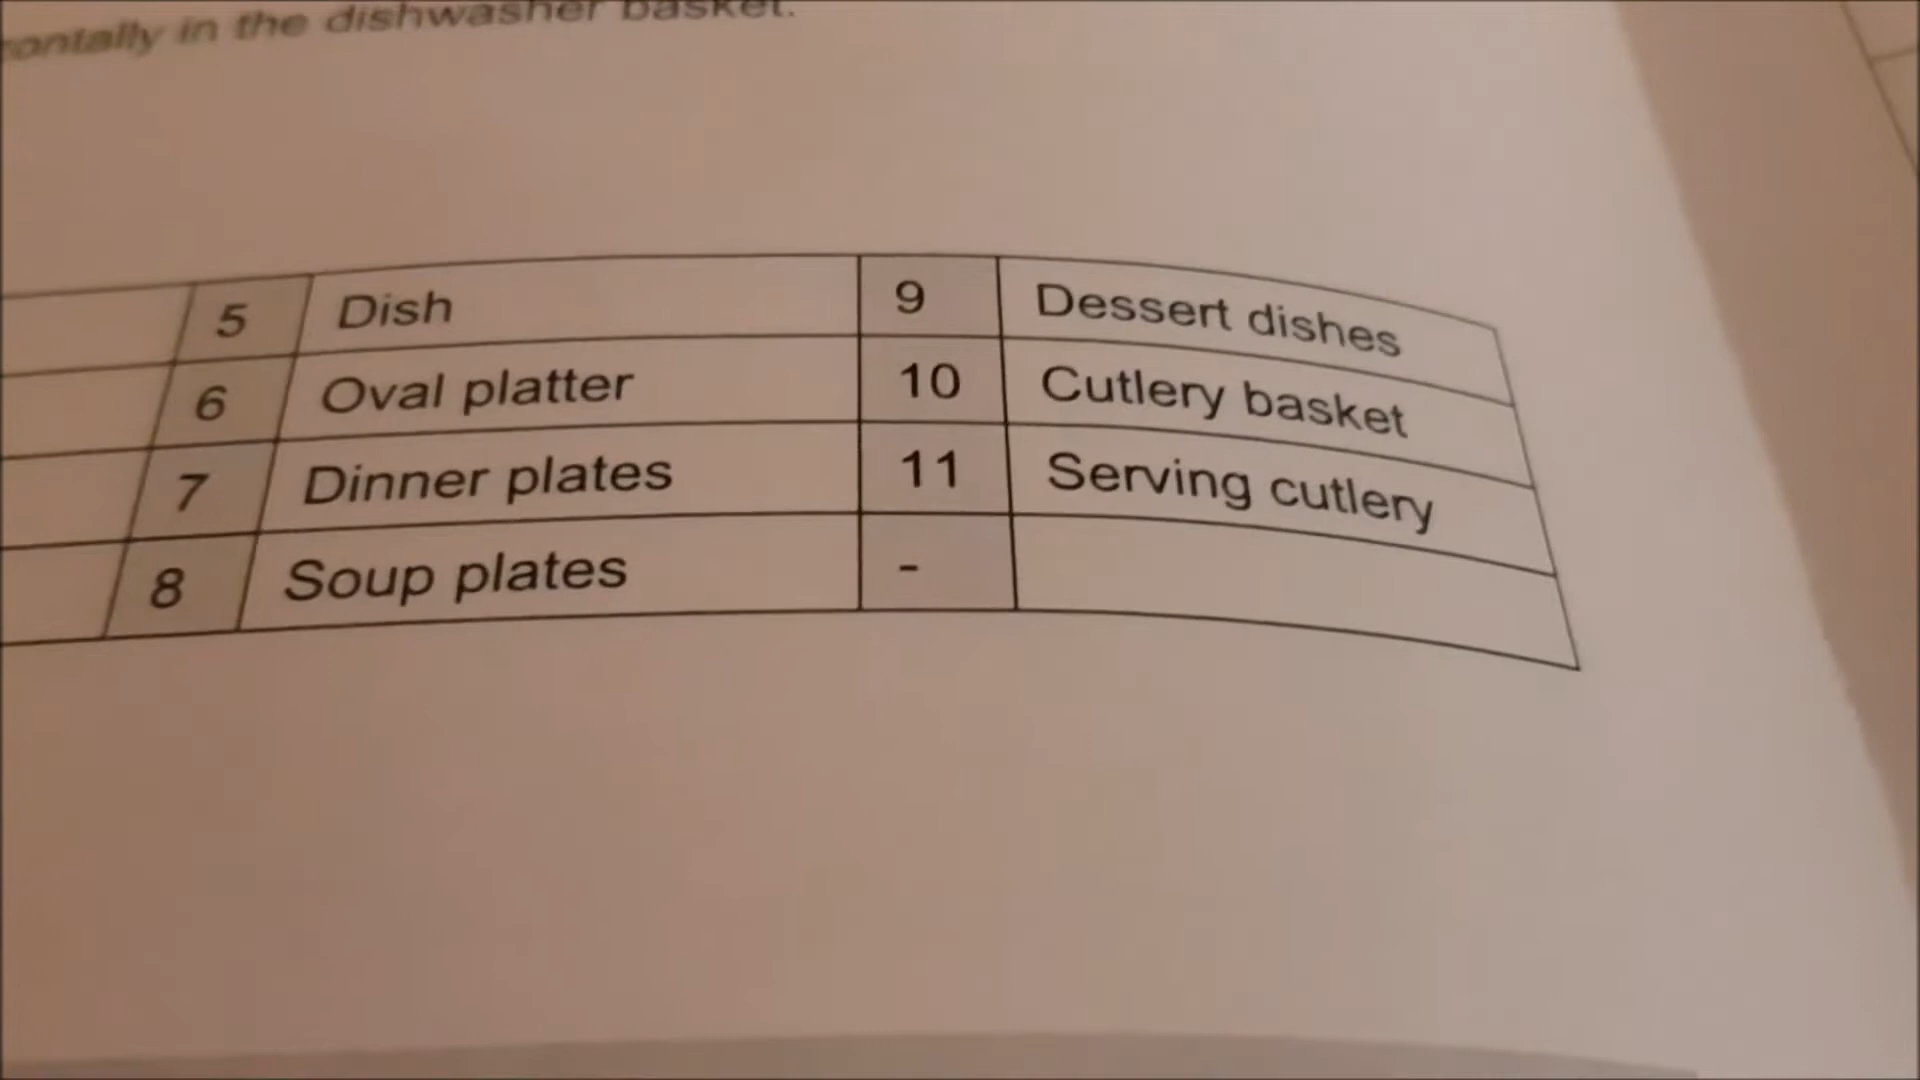 in the dishwasher basket.
5 Dish 9 Dessert dishes
6 Oval platter 10 Cutlery basket
7 Dinner plates 11 Serving cutlery
8 Soup plates -